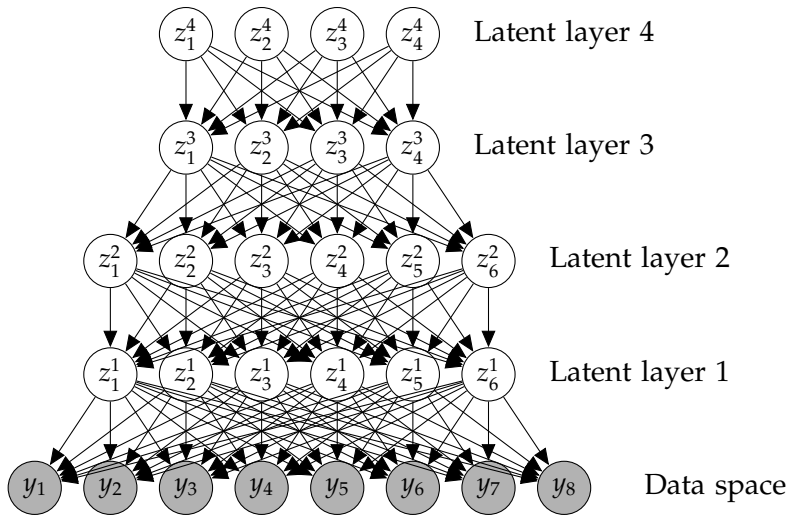 z₁⁴ z₂⁴ z₃⁴ z₄⁴ Latent layer 4
z₁³ z₂³ z₃³ z₄³ Latent layer 3
z₁² z₂² z₃² z₄² z₅² z₆² Latent layer 2
z₁¹ z₂¹ z₃¹ z₄¹ z₅¹ z₆¹ Latent layer 1
y₁ y₂ y₃ y₄ y₅ y₆ y₇ y₈ Data space